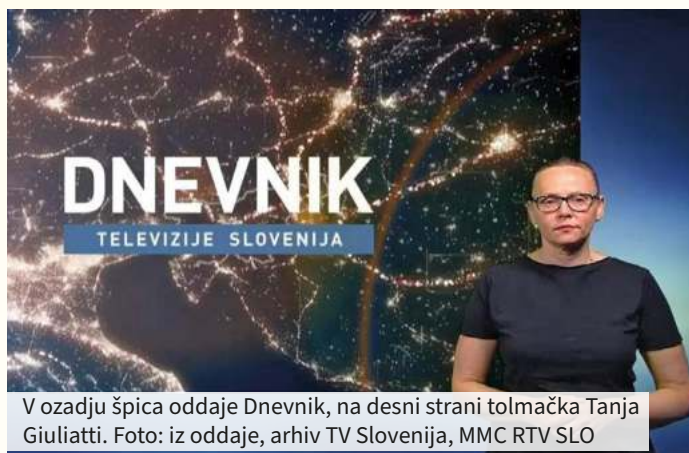 DNEVNIK
TELEVIZIJE SLOVENIJA
V ozadju špica oddaje Dnevnik, na desni strani tolmačka Tanja
Giuliatti. Foto: iz oddaje, arhiv TV Slovenija, MMC RTV SLO